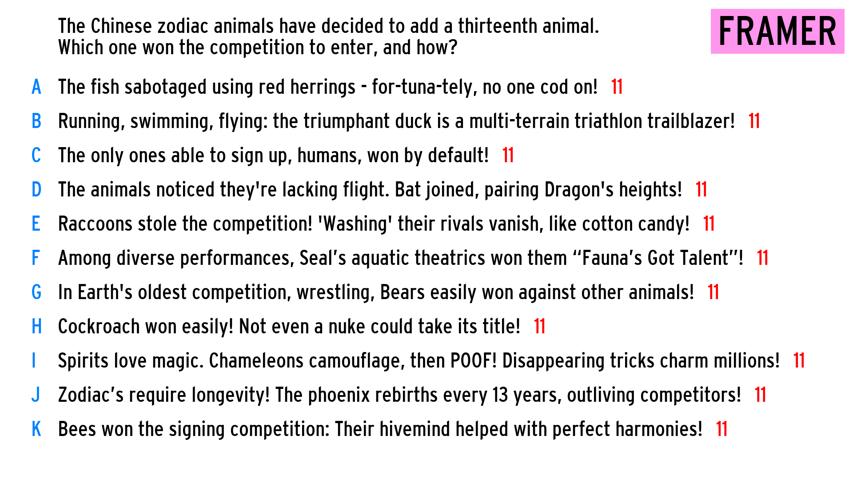 The Chinese zodiac animals have decided to add a thirteenth animal.
Which one won the competition to enter, and how?
FRAMER
A The fish sabotaged using red herrings - for-tuna-tely, no one cod on! 11
B Running, swimming, flying: the triumphant duck is a multi-terrain triathlon trailblazer! 11
C The only ones able to sign up, humans, won by default! 11
D The animals noticed they're lacking flight. Bat joined, pairing Dragon's heights! 11
E Raccoons stole the competition! 'Washing' their rivals vanish, like cotton candy! 11
F Among diverse performances, Seal’s aquatic theatrics won them “Fauna’s Got Talent”! 11
G In Earth's oldest competition, wrestling, Bears easily won against other animals! 11
H Cockroach won easily! Not even a nuke could take its title! 11
I Spirits love magic. Chameleons camouflage, then POOF! Disappearing tricks charm millions! 11
J Zodiac’s require longevity! The phoenix rebirths every 13 years, outliving competitors! 11
K Bees won the signing competition: Their hivemind helped with perfect harmonies! 11